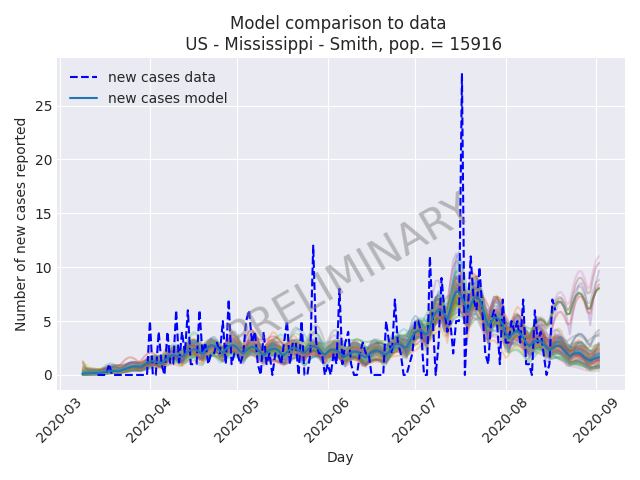 Model comparison to data
US - Mississippi - Smith, pop. = 15916
new cases data
new cases model
PRELIMINARY
Number of new cases reported
25
20
15
10
5
0
2020-03
2020-04
2020-05
2020-06
2020-07
2020-08
2020-09
Day